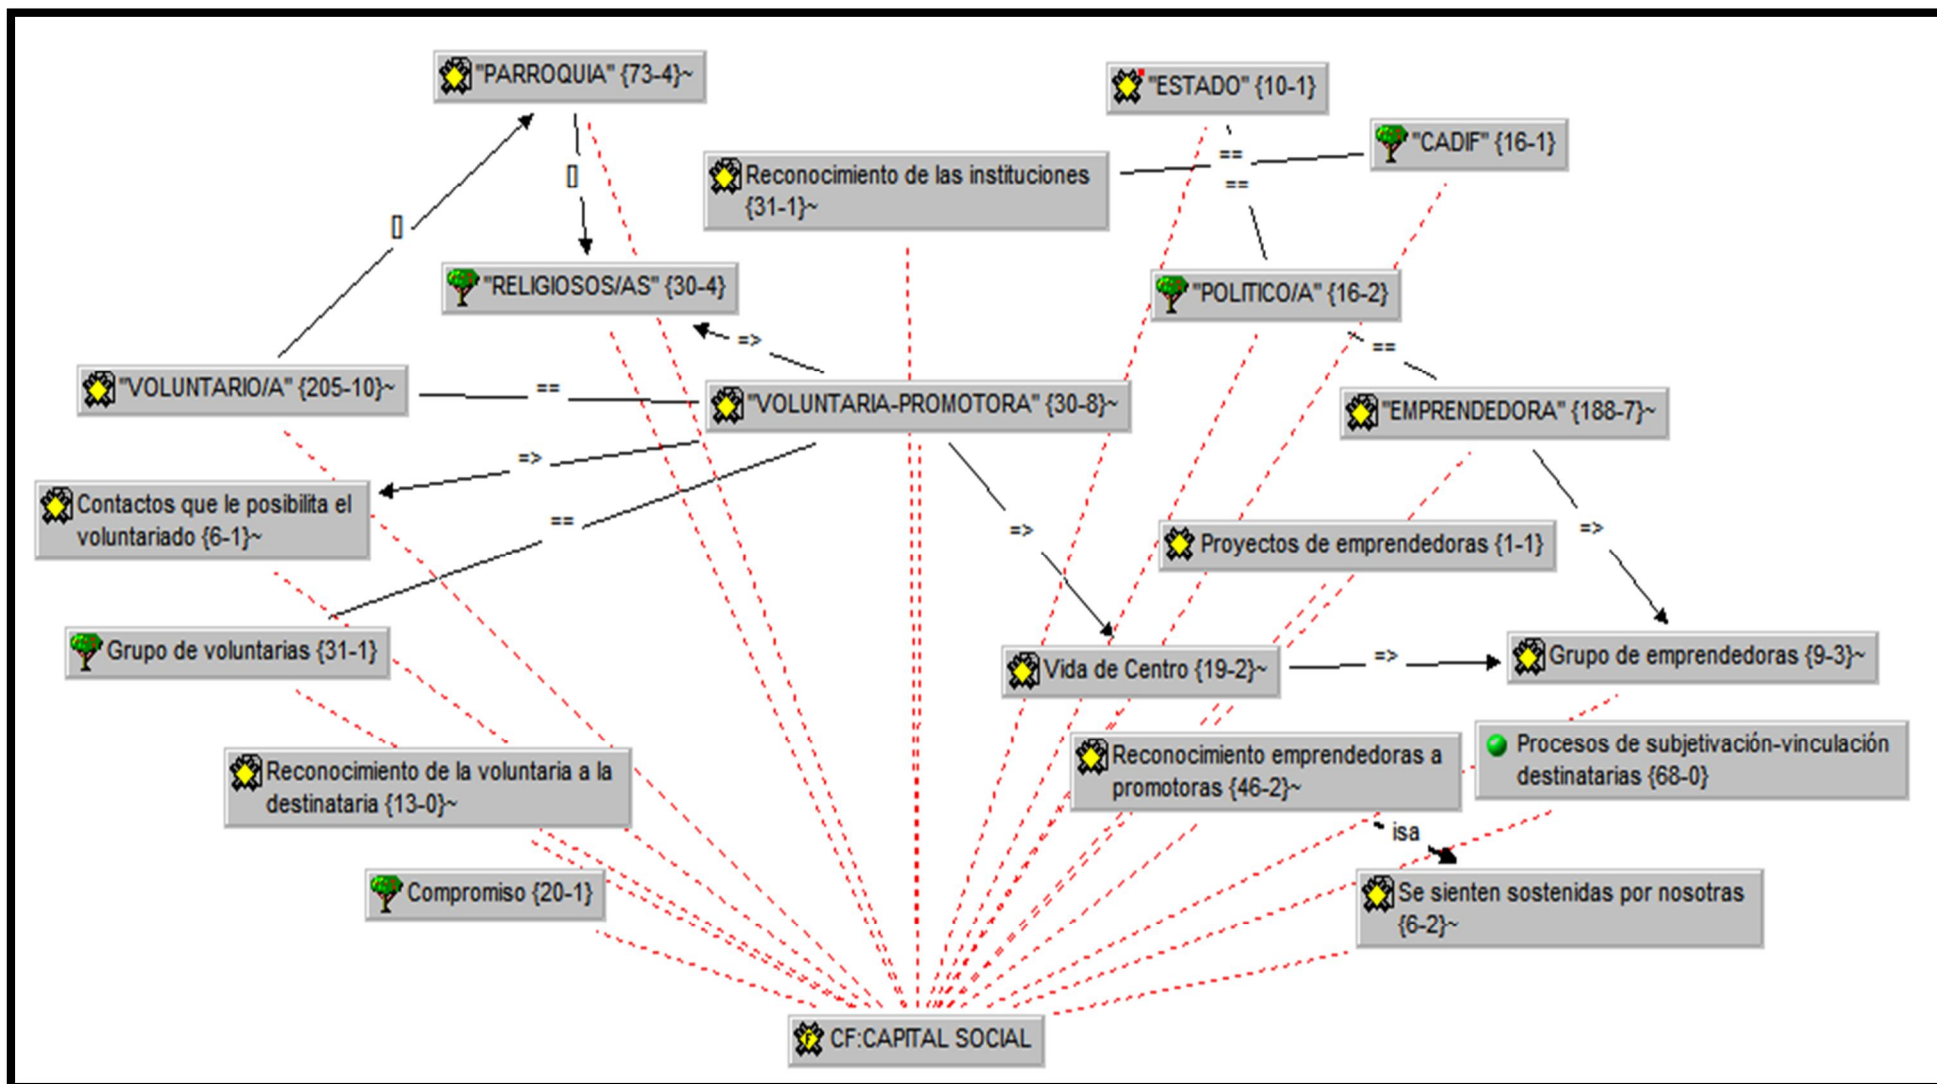 "PARROQUIA" {73-4}~
"ESTADO" {10-1}
"CADIF" {16-1}
==
Reconocimiento de las instituciones
{31-1}~
[]
==
[]
"RELIGIOSOS/AS" {30-4}
"POLITICO/A" {16-2}
=>
==
"VOLUNTARIO/A" {205-10}~
==
"VOLUNTARIA-PROMOTORA" {30-8}~
"EMPRENDEDORA" {188-7}~
=>
Contactos que le posibilita el
voluntariado {6-1}~
==
=>
=>
Proyectos de emprendedoras {1-1}
Grupo de voluntarias {31-1}
Vida de Centro {19-2}~
=>
Grupo de emprendedoras {9-3}~
Reconocimiento de la voluntaria a la
destinataria {13-0}~
Reconocimiento emprendedoras a
promotoras {46-2}~
Procesos de subjetivación-vinculación
destinatarias {68-0}
isa
Compromiso {20-1}
Se sienten sostenidas por nosotras
{6-2}~
F
CF:CAPITAL SOCIAL